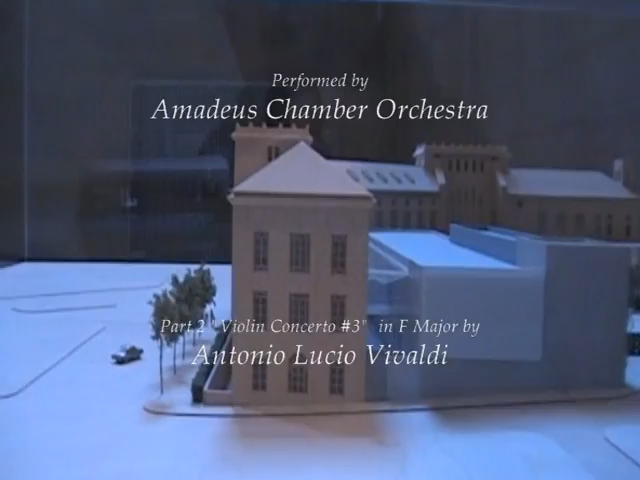 Performed by
Amadeus Chamber Orchestra
Part 2 "Violin Concerto #3" in F Major by
Antonio Lucio Vivaldi